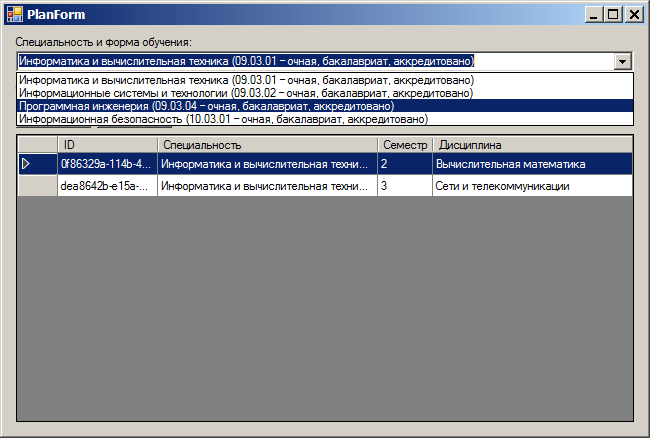 PlanForm
Специальность и форма обучения:
Информатика и вычислительная техника (09.03.01 – очная, бакалавриат, аккредитовано)
Информатика и вычислительная техника (09.03.01 – очная, бакалавриат, аккредитовано)
Информационные системы и технологии (09.03.02 – очная, бакалавриат, аккредитовано)
Программная инженерия (09.03.04 – очная, бакалавриат, аккредитовано)
Информационная безопасность (10.03.01 – очная, бакалавриат, аккредитовано)
ID Специальность Семестр Дисциплина
0f86329a-114b-4... Информатика и вычислительная техни... 2 Вычислительная математика
dea8642b-e15a-... Информатика и вычислительная техни... 3 Сети и телекоммуникации